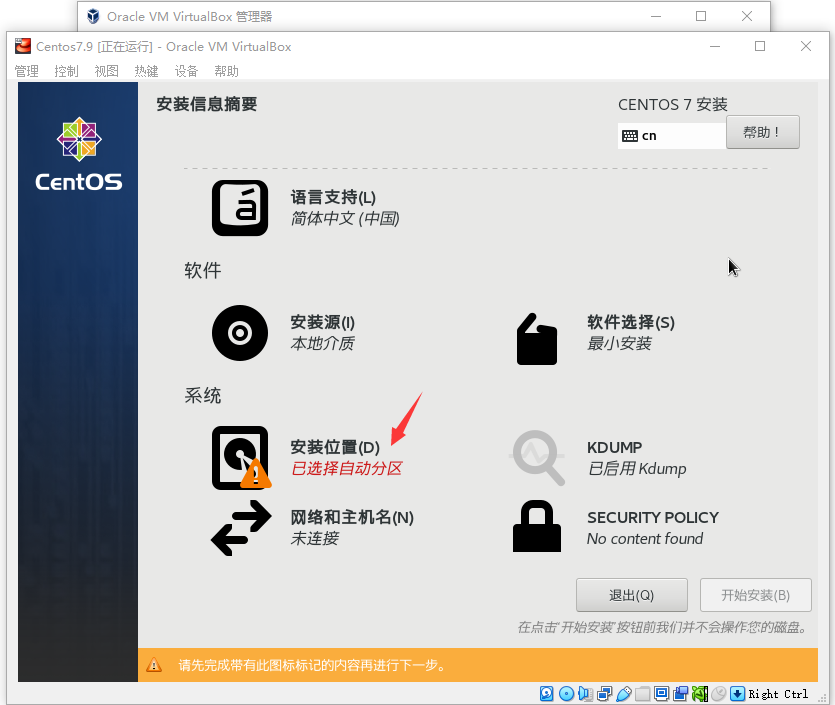 Oracle VM VirtualBox 管理器
Centos7.9 [正在运行] - Oracle VM VirtualBox
管理 控制 视图 热键 设备 帮助
安装信息摘要
CENTOS 7 安装
cn
帮助！
CentOS
语言支持(L)
简体中文 (中国)
软件
安装源(I)
本地介质
软件选择(S)
最小安装
系统
安装位置(D)
已选择自动分区
KDUMP
已启用 Kdump
网络和主机名(N)
未连接
SECURITY POLICY
No content found
退出(Q)
开始安装(B)
在点击"开始安装"按钮前我们并不会操作您的磁盘。
请先完成带有此图标标记的内容再进行下一步。
Right Ctrl